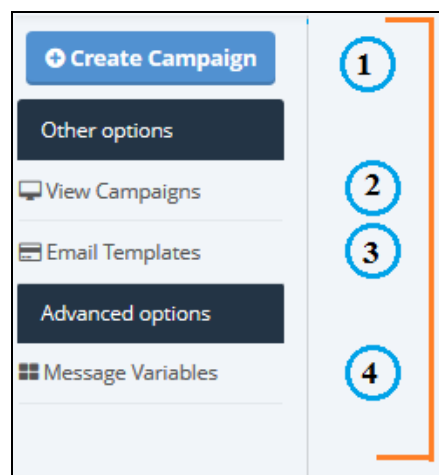 Create Campaign 1
Other options
View Campaigns 2
Email Templates 3
Advanced options
Message Variables 4